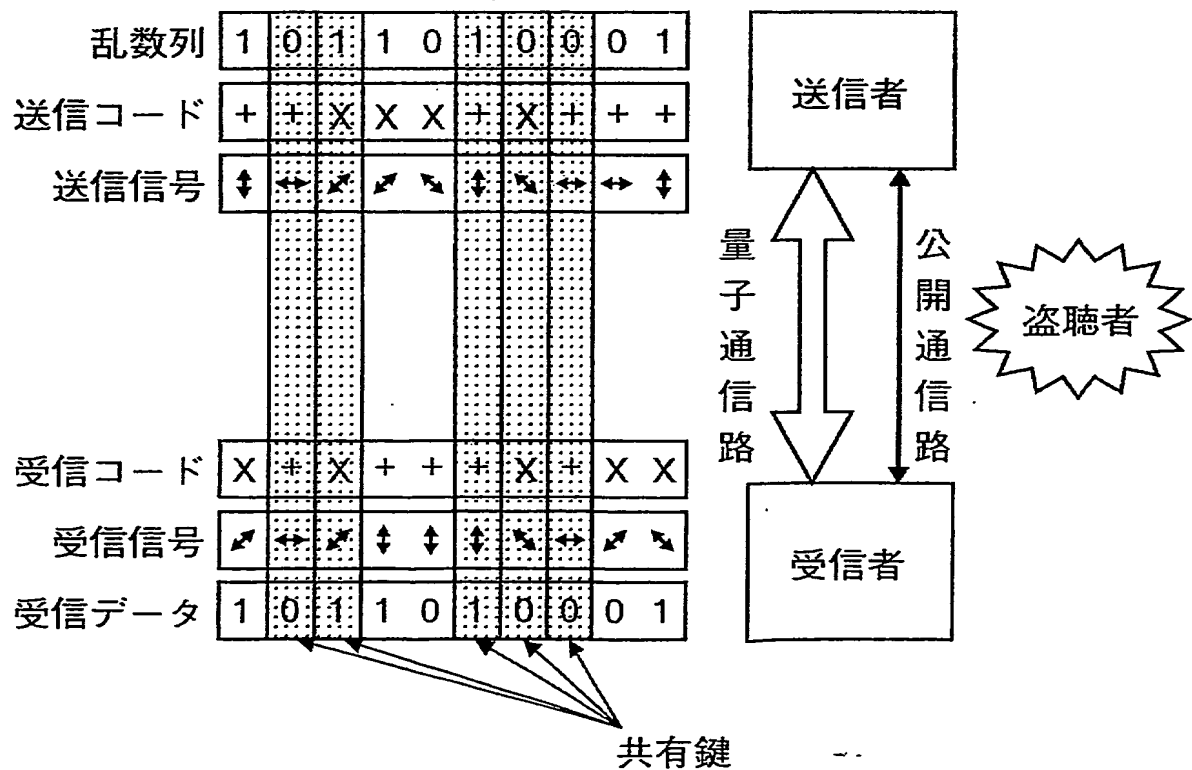 乱数列 1 0 1 1 0 1 0 0 0 1
送信コード + + X X X + X + + +
送信信号 ↕ ↔ ⤢ ⤢ ⤡ ↕ ⤡ ↔ ↔ ↕
受信コード X + X + + + X + X X
受信信号 ⤢ ↔ ⤢ ↕ ↕ ↕ ⤡ ↔ ⤢ ⤡
受信データ 1 0 1 1 0 1 0 0 0 1
共有鍵
送信者
量子通信路
公開通信路
盗聴者
受信者